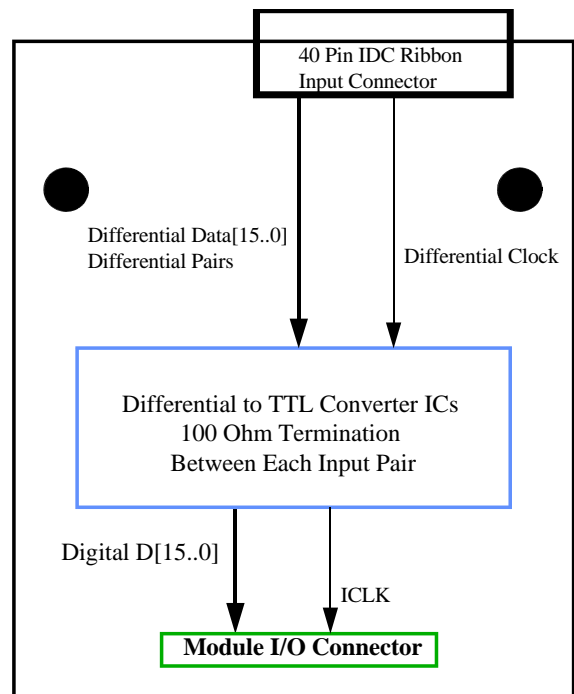 40 Pin IDC Ribbon
Input Connector
Differential Data[15..0]
Differential Pairs
Differential Clock
Differential to TTL Converter ICs
100 Ohm Termination
Between Each Input Pair
Digital D[15..0]
ICLK
Module I/O Connector